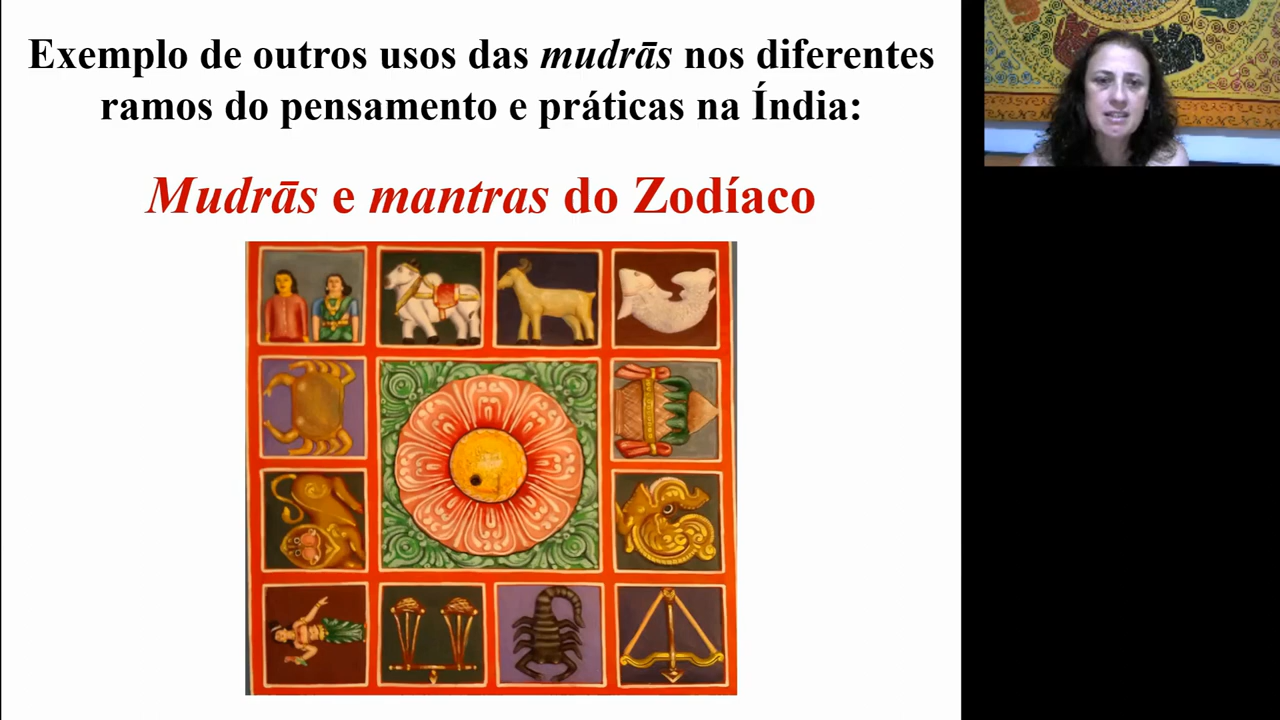 Exemplo de outros usos das mudrās nos diferentes
ramos do pensamento e práticas na Índia:
Mudrās e mantras do Zodíaco